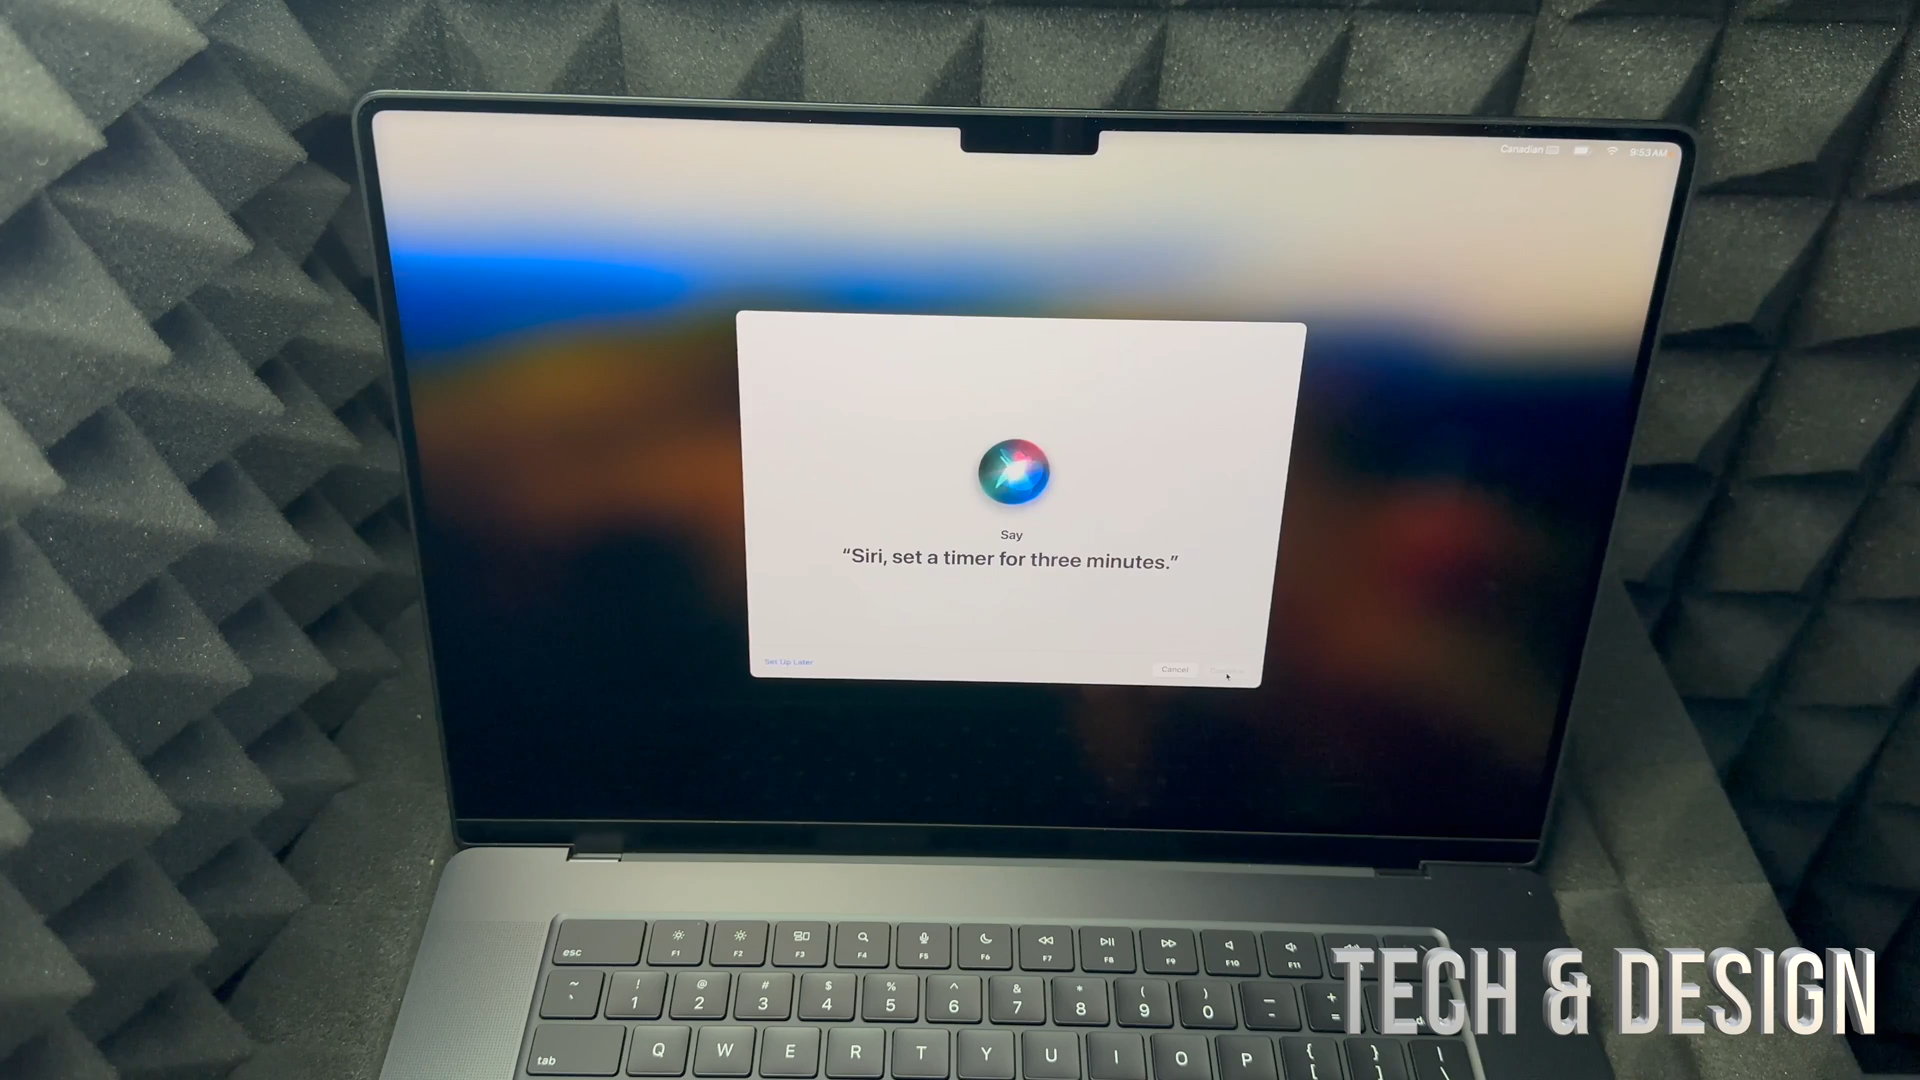 Canadian 9:53 AM
Say
“Siri, set a timer for three minutes.”
Set Up Later
Cancel
esc F1 F2 F3 F4 F5 F6 F7 F8 F9 F10 F11
~ ! @ # $ % ^ & * ( ) _ +
` 1 2 3 4 5 6 7 8 9 0 - =
tab Q W E R T Y U I O P { } |
[ ] \
TECH & DESIGN